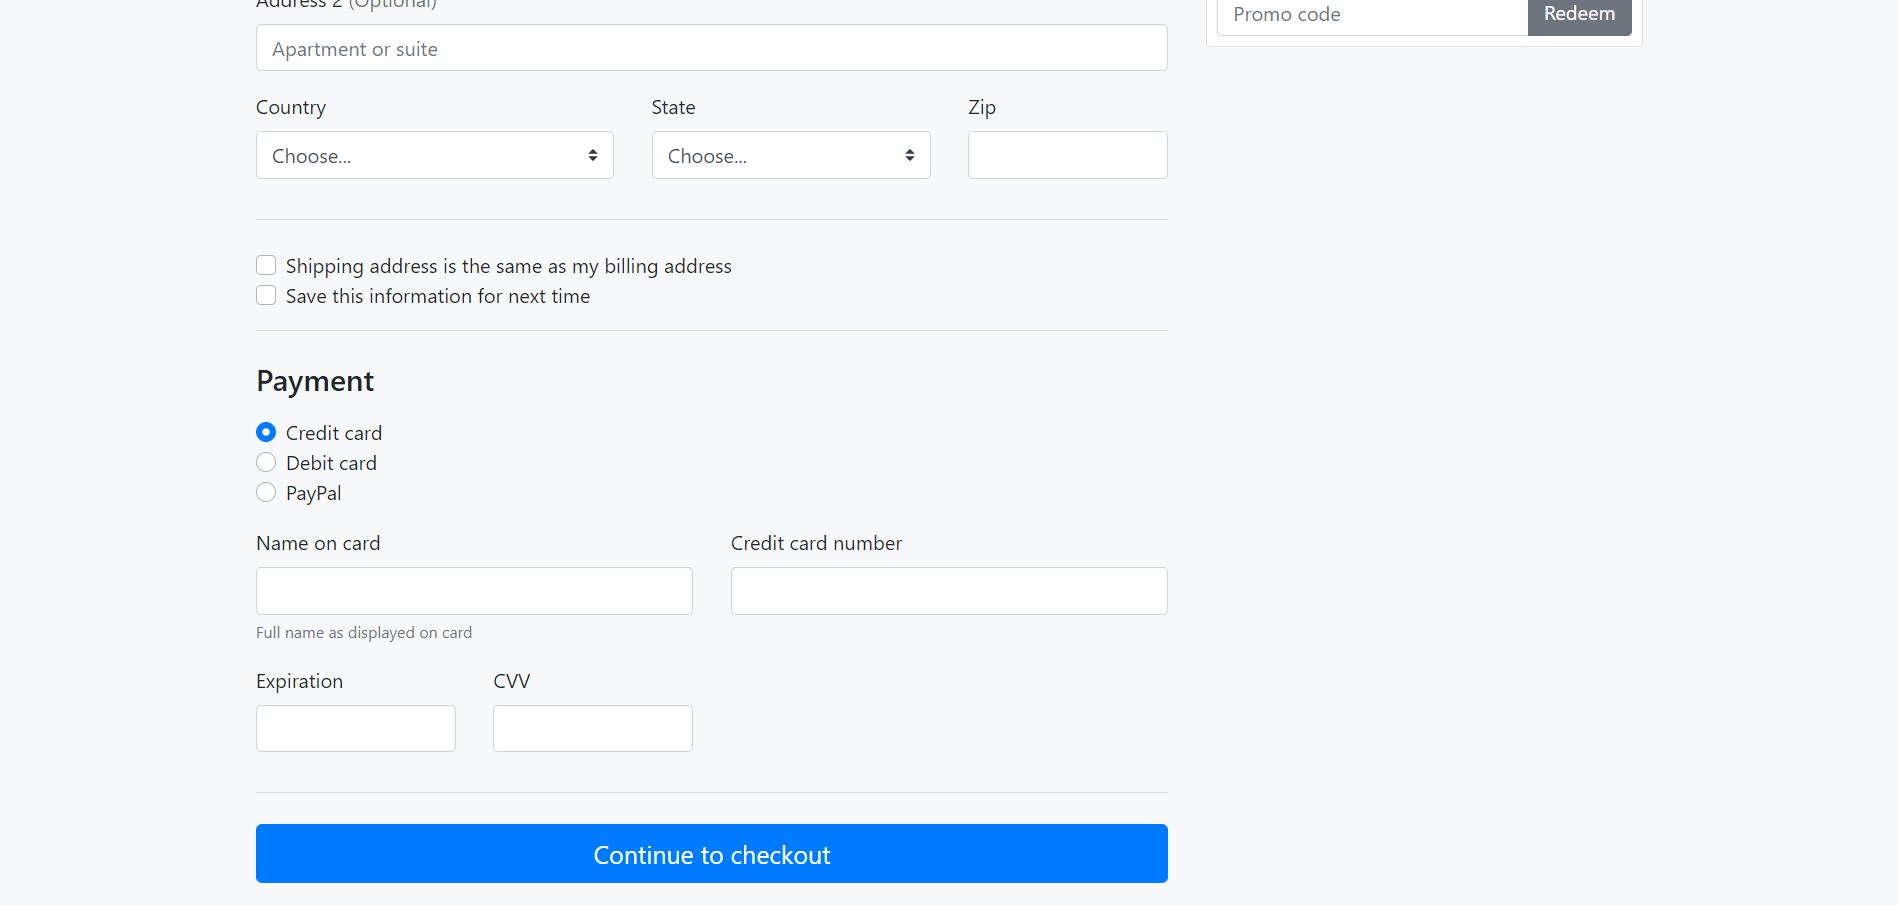 Address 2 (Optional)
Apartment or suite
Promo code
Redeem
Country
State
Zip
Choose...
Choose...
Shipping address is the same as my billing address
Save this information for next time
Payment
Credit card
Debit card
PayPal
Name on card
Credit card number
Full name as displayed on card
Expiration
CVV
Continue to checkout